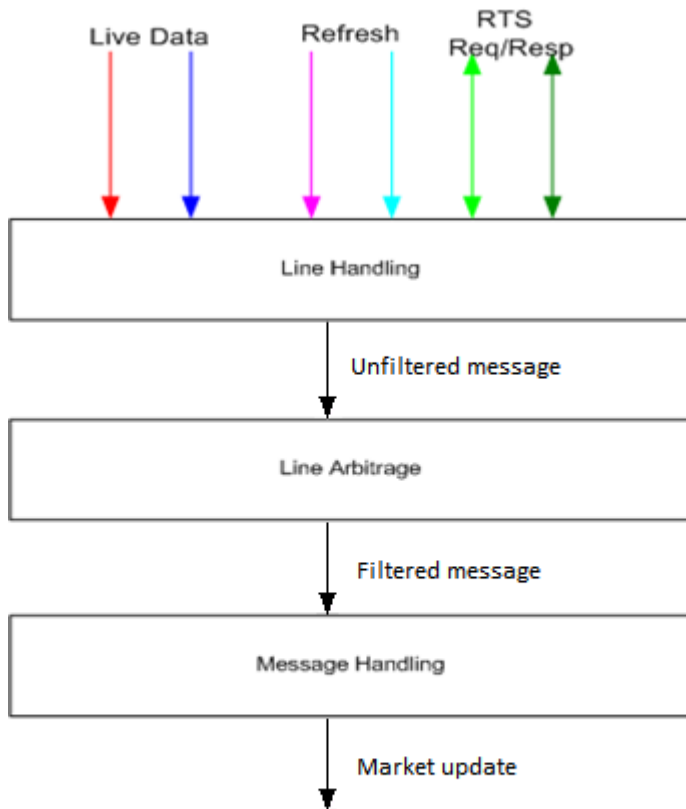 Live Data
Refresh
RTS
Req/Resp
Line Handling
Unfiltered message
Line Arbitrage
Filtered message
Message Handling
Market update